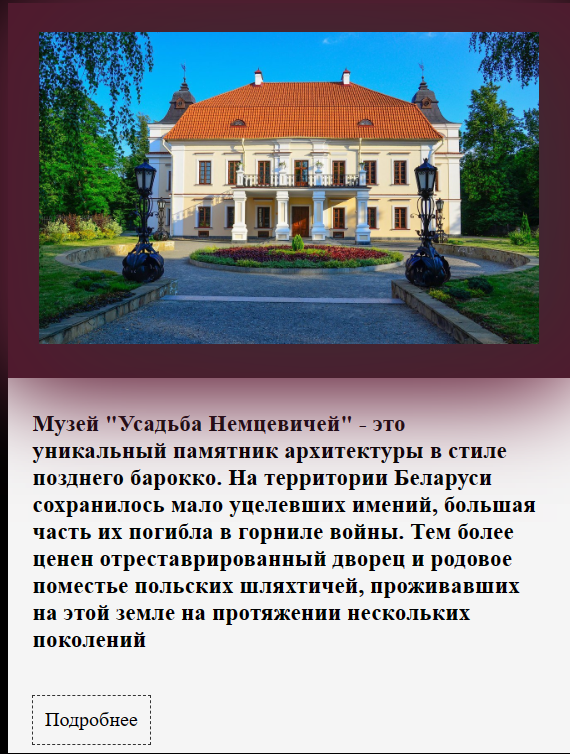 Музей "Усадьба Немцевичей" - это
уникальный памятник архитектуры в стиле
позднего барокко. На территории Беларуси
сохранилось мало уцелевших имений, большая
часть их погибла в горниле войны. Тем более
ценен отреставрированный дворец и родовое
поместье польских шляхтичей, проживавших
на этой земле на протяжении нескольких
поколений
Подробнее